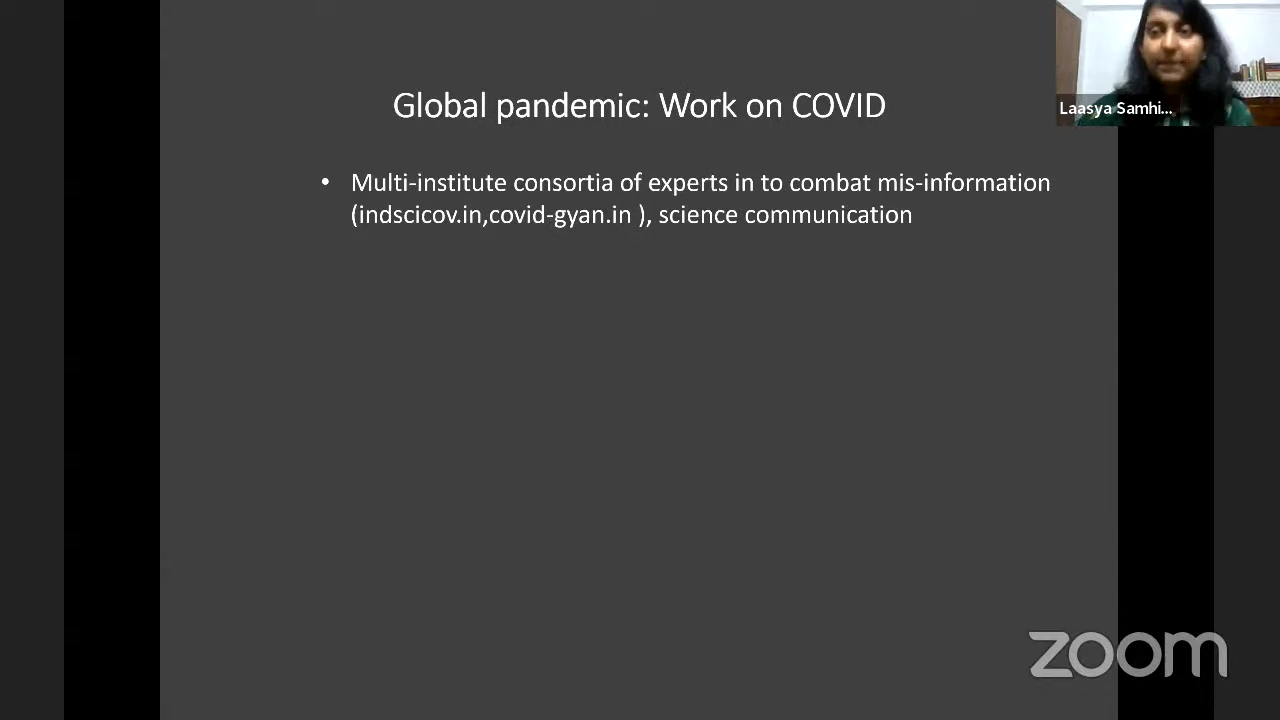 Global pandemic: Work on COVID
Laasya Samhi...
• Multi-institute consortia of experts in to combat mis-information
(indscicov.in,covid-gyan.in ), science communication
zoom